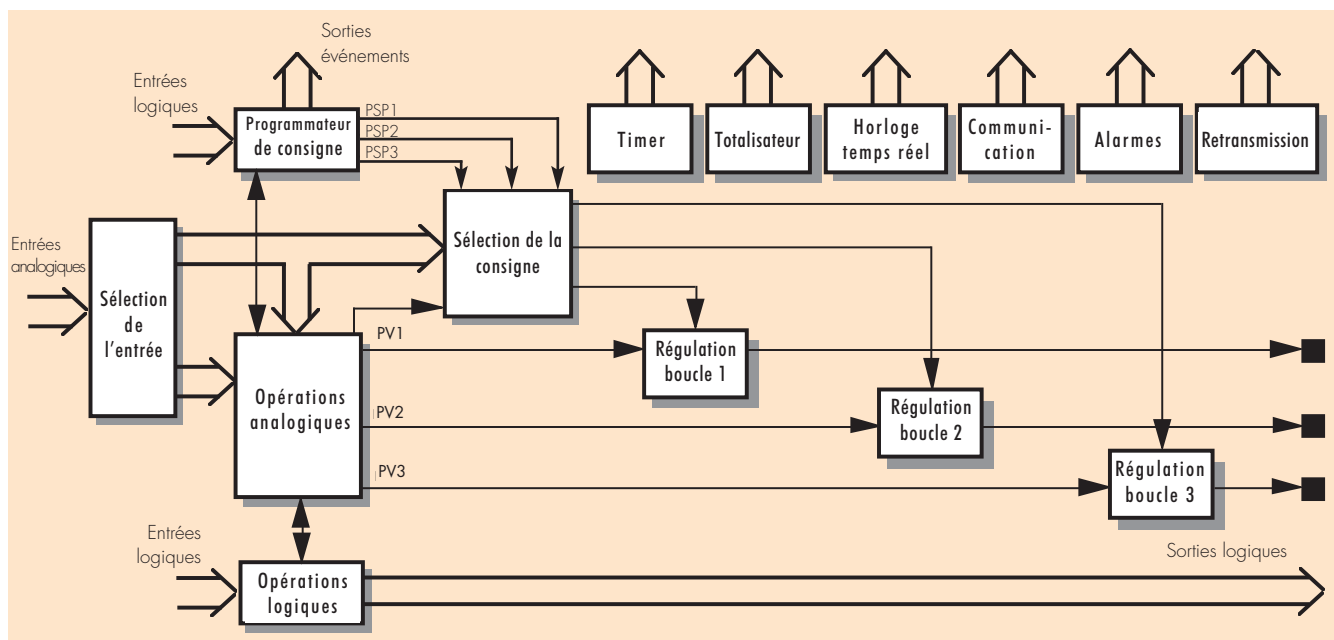 Sorties
événements
Entrées
logiques
Programmateur
de consigne
PSP1
PSP2
PSP3
Timer
Totalisateur
Horloge
temps réel
Communi-
cation
Alarmes
Retransmission
Entrées
analogiques
Sélection
de
l'entrée
Sélection de la
consigne
PV1
Régulation
boucle 1
Opérations
analogiques
PV2
Régulation
boucle 2
PV3
Régulation
boucle 3
Entrées
logiques
Opérations
logiques
Sorties logiques